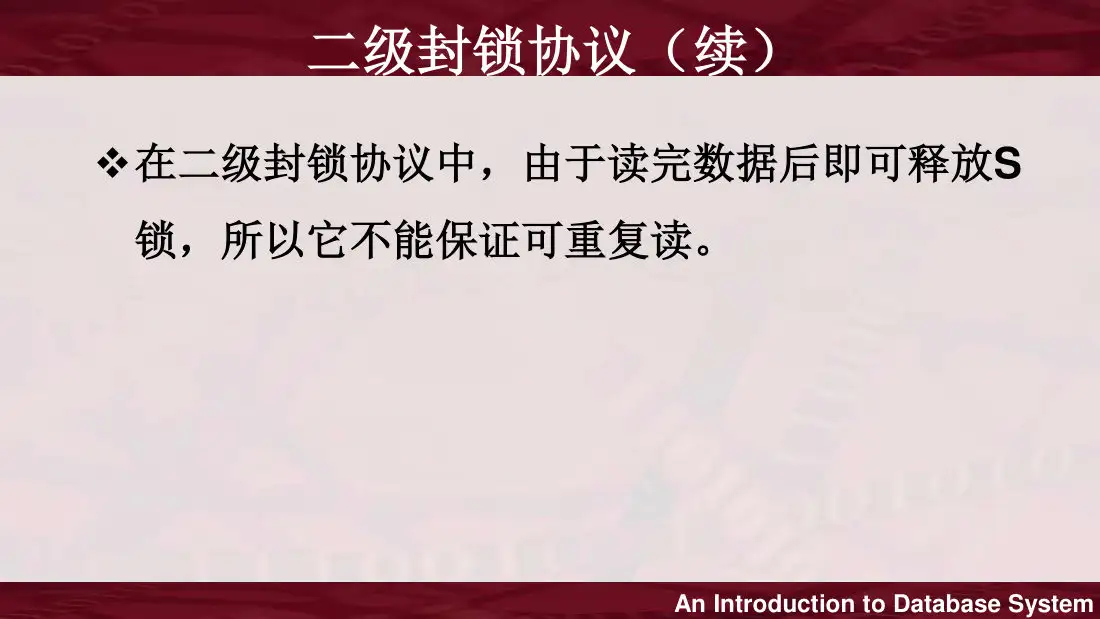 二级封锁协议（续）
❖在二级封锁协议中，由于读完数据后即可释放S
锁，所以它不能保证可重复读。
An Introduction to Database System